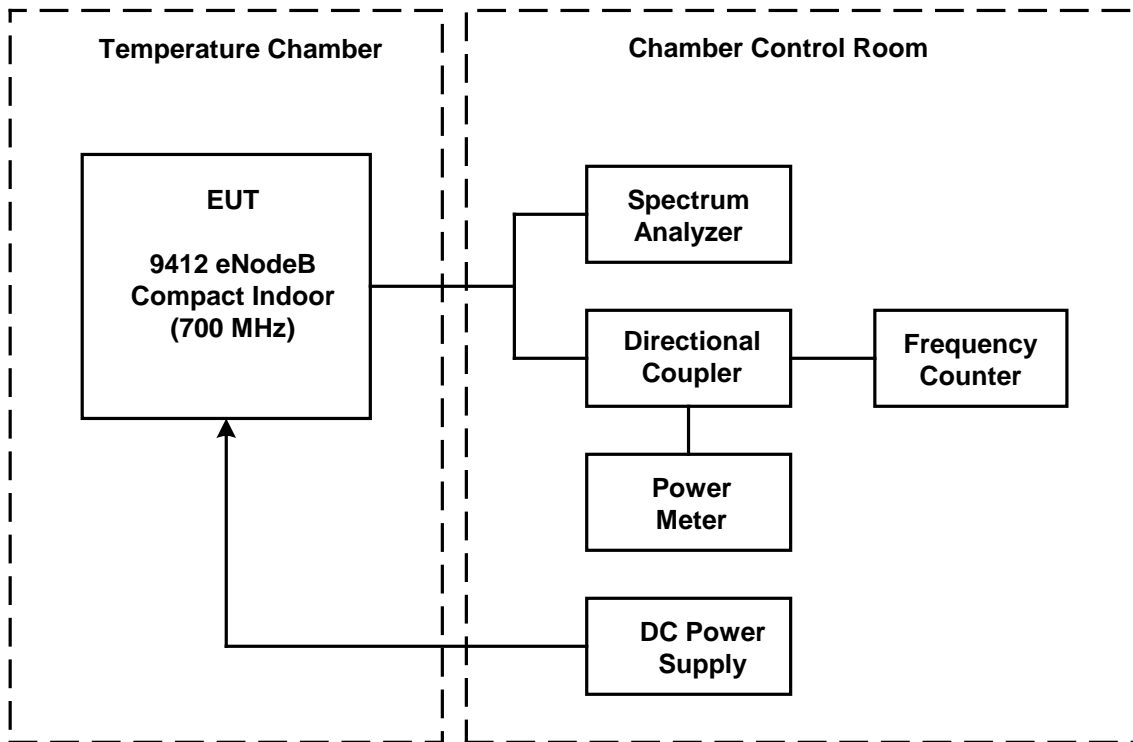 Temperature Chamber
Chamber Control Room
EUT
9412 eNodeB
Compact Indoor
(700 MHz)
Spectrum
Analyzer
Directional
Coupler
Frequency
Counter
Power
Meter
DC Power
Supply